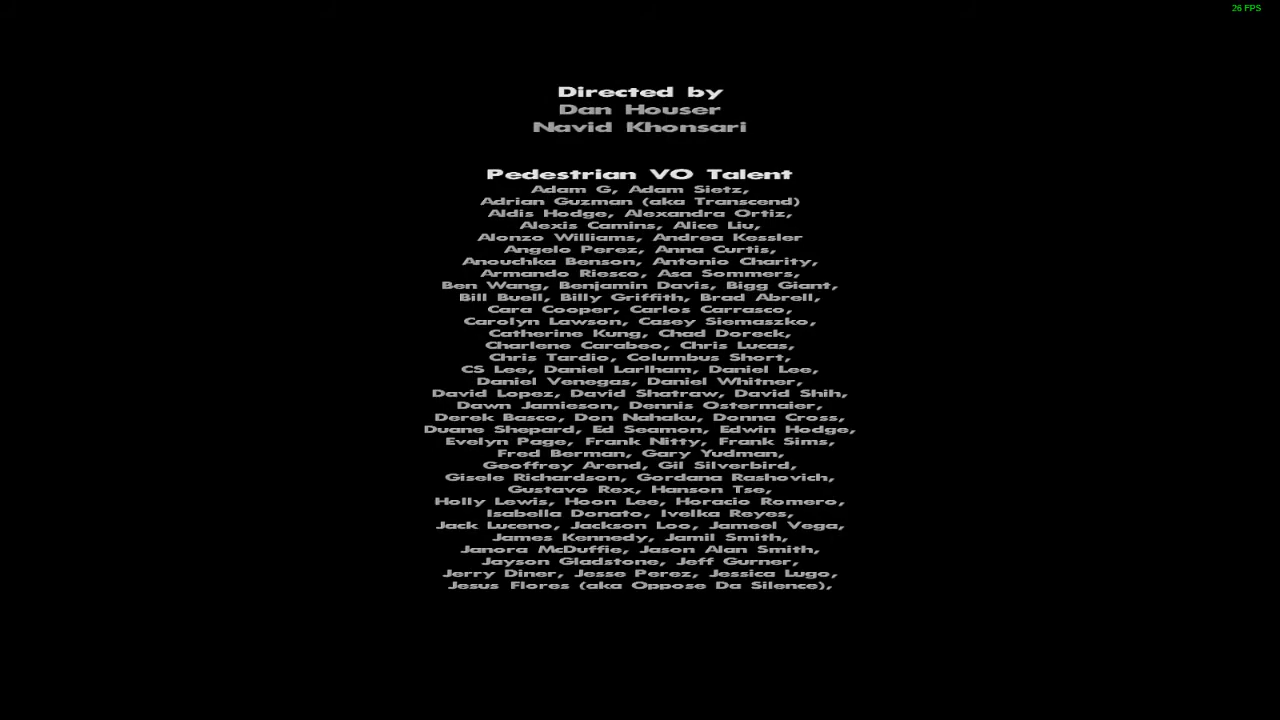 26 FPS
Directed by
Dan Houser
Navid Khonsari
Pedestrian VO Talent
Adam G, Adam Sietz,
Adrian Guzman (aka Transcend)
Aldis Hodge, Alexandra Ortiz,
Alexis Camins, Alice Liu,
Alonzo Williams, Andrea Kessler
Angelo Perez, Anna Curtis,
Anouchka Benson, Antonio Charity,
Armando Riesco, Asa Sommers,
Ben Wang, Benjamin Davis, Bigg Giant,
Bill Buell, Billy Griffith, Brad Abrell,
Cara Cooper, Carlos Carrasco,
Carolyn Lawson, Casey Siemaszko,
Catherine Kung, Chad Doreck,
Charlene Carabeo, Chris Lucas,
Chris Tardio, Columbus Short,
CS Lee, Daniel Larlham, Daniel Lee,
Daniel Venegas, Daniel Whitner,
David Lopez, David Shatraw, David Shih,
Dawn Jamieson, Dennis Ostermaier,
Derek Basco, Don Nahaku, Donna Cross,
Duane Shepard, Ed Seamon, Edwin Hodge,
Evelyn Page, Frank Nitty, Frank Sims,
Fred Berman, Gary Yudman,
Geoffrey Arend, Gil Silverbird,
Gisele Richardson, Gordana Rashovich,
Gustavo Rex, Hanson Tse,
Holly Lewis, Hoon Lee, Horacio Romero,
Isabella Donato, Ivelka Reyes,
Jack Luceno, Jackson Loo, Jameel Vega,
James Kennedy, Jamil Smith,
Janora McDuffie, Jason Alan Smith,
Jayson Gladstone, Jeff Gurner,
Jerry Diner, Jesse Perez, Jessica Lugo,
Jesus Flores (aka Oppose Da Silence),